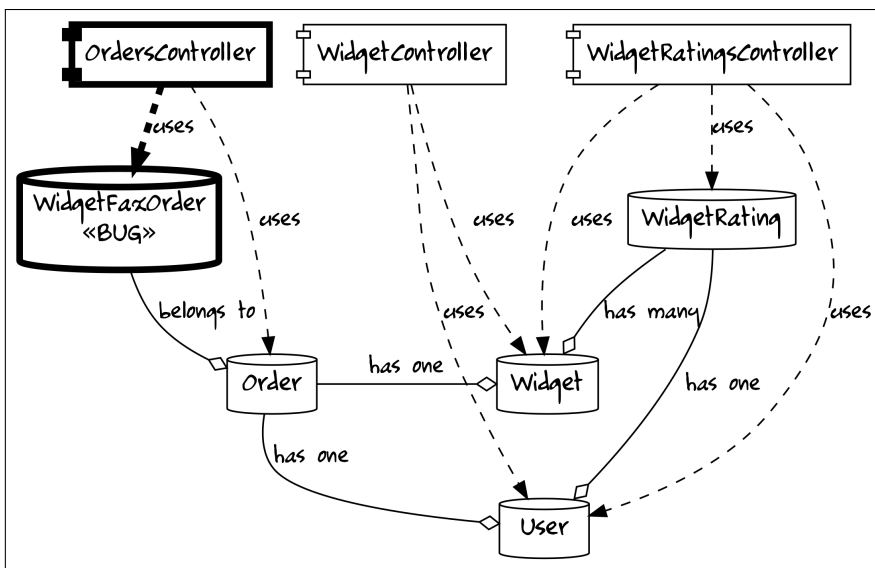 OrdersController
WidgetController
WidgetRatingsController
uses
uses
WidgetFaxOrder
«BUG»
WidgetRating
uses
uses
uses
belongs to
uses
has many
uses
Order
has one
Widget
has one
has one
User